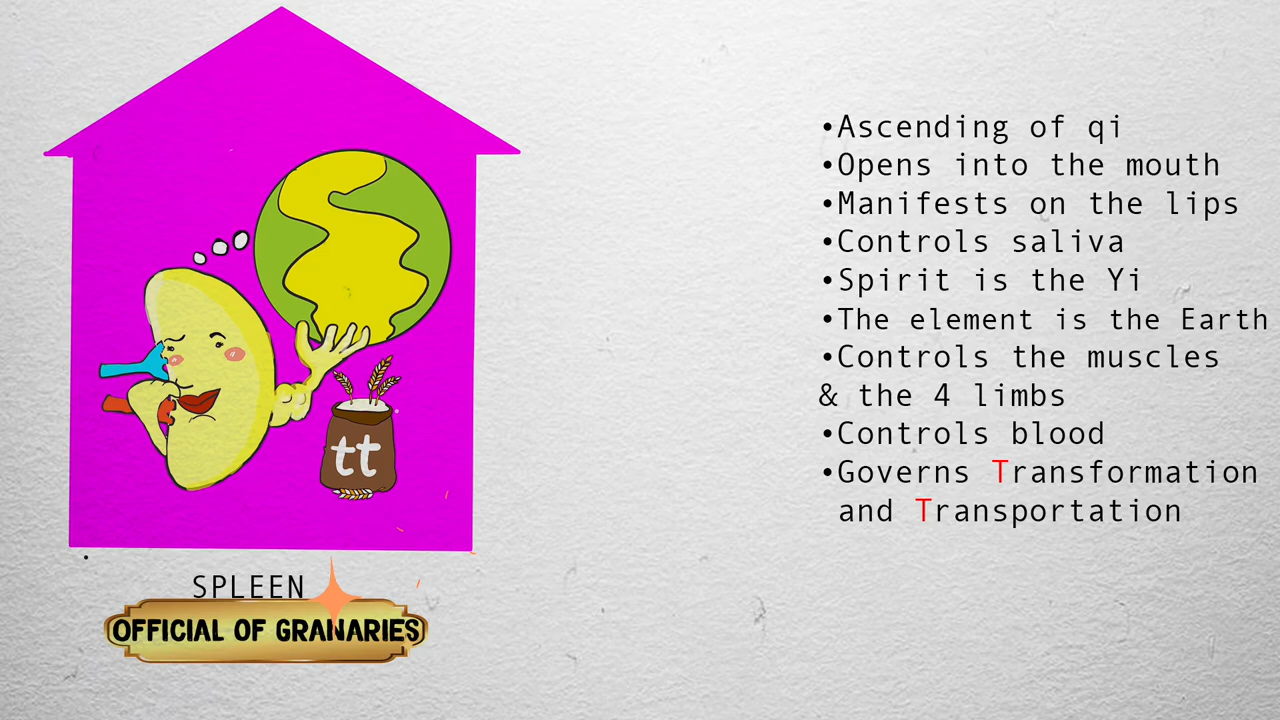 •Ascending of qi
•Opens into the mouth
•Manifests on the lips
•Controls saliva
•Spirit is the Yi
•The element is the Earth
•Controls the muscles
& the 4 limbs
•Controls blood
•Governs Transformation
and Transportation
tt
SPLEEN
OFFICIAL OF GRANARIES